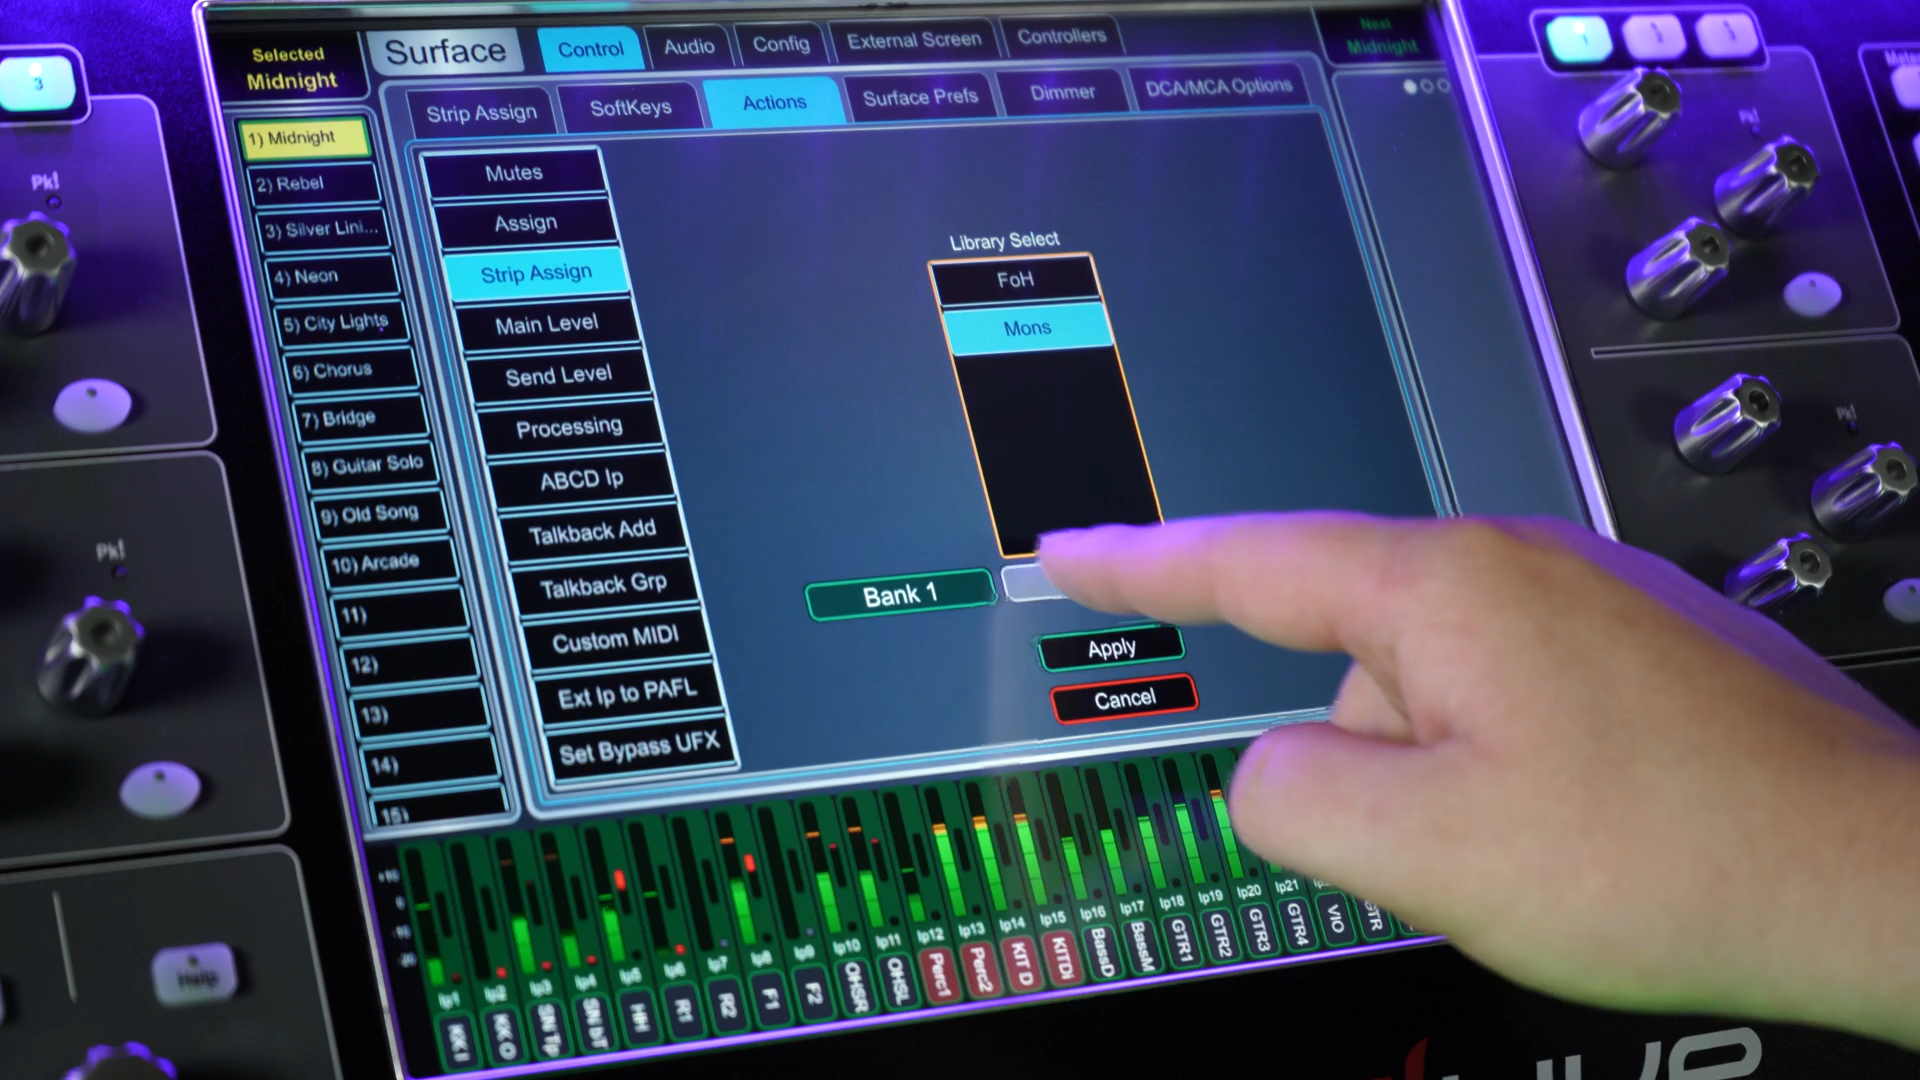 Selected
Midnight
Surface
Control
Audio
Config
External Screen
Controllers
Next
Midnight
Strip Assign
SoftKeys
Actions
Surface Prefs
Dimmer
DCA/MCA Options
1) Midnight
2) Rebel
3) Silver Lini...
4) Neon
5) City Lights
6) Chorus
7) Bridge
8) Guitar Solo
9) Old Song
10) Arcade
11)
12)
13)
14)
15)
Mutes
Assign
Strip Assign
Main Level
Send Level
Processing
ABCD Ip
Talkback Add
Talkback Grp
Custom MIDI
Ext Ip to PAFL
Set Bypass UFX
Library Select
FoH
Mons
Bank 1
Apply
Cancel
Ip1 Ip2 Ip3 Ip4 Ip5 Ip6 Ip7 Ip8 Ip9 Ip10 Ip11 Ip12 Ip13 Ip14 Ip15 Ip16 Ip17 Ip18 Ip19 Ip20 Ip21
KK I KK O SN Tp SN bT HH R1 R2 F1 F2 OHSR OHSL Perc1 Perc2 KIT D KITDi BassD BassM GTR1 GTR2 GTR3 GTR4 VIO
3
Pk!
Pk!
Help
1
2
3
Pk!
Pk!